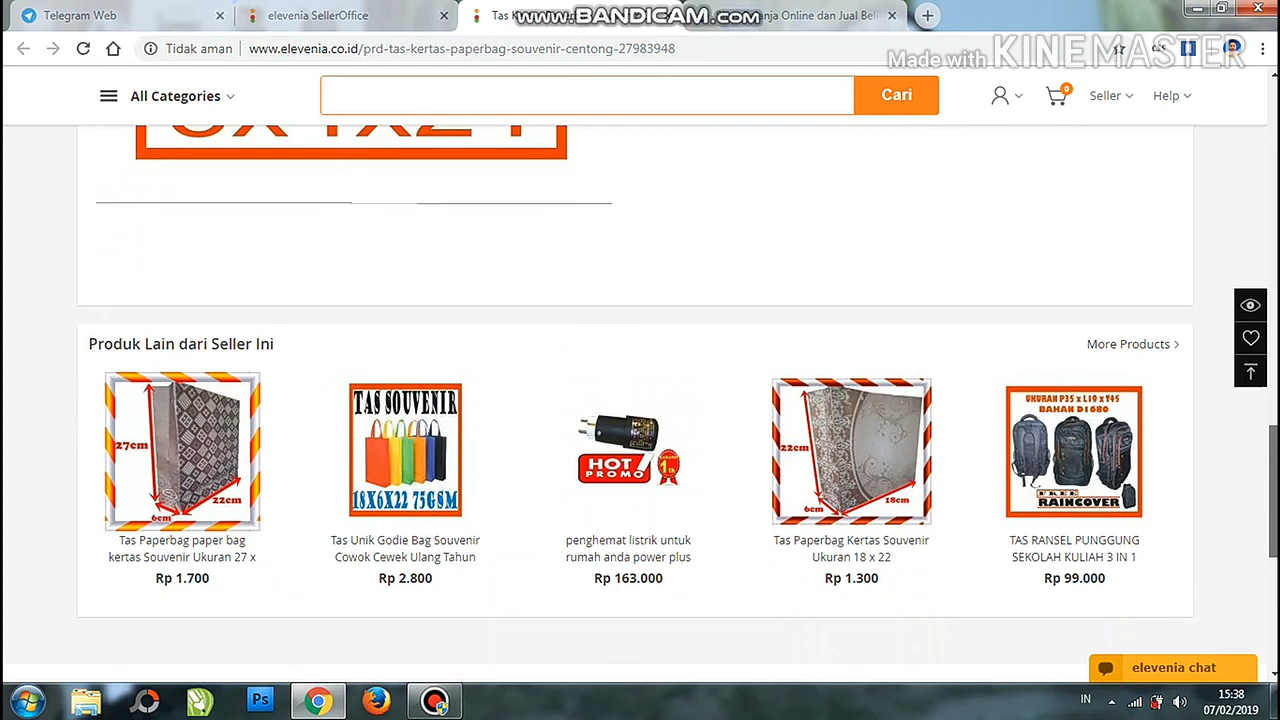 Telegram Web
elevenia SellerOffice
Tas K
www.BANDICAM.com
nja Online dan Jual Bel
Tidak aman
www.elevenia.co.id/prd-tas-kertas-paperbag-souvenir-centong-27983948
Made with KINEMASTER
All Categories
Cari
0
Seller
Help
Produk Lain dari Seller Ini
More Products
27cm
22cm
6cm
TAS SOUVENIR
18X6X22 75GSM
HOT
PROMO
22cm
18cm
6cm
UKURAN P35 x L19 x T45
BAHAN D1680
FREE
RAINCOVER
Tas Paperbag paper bag
kertas Souvenir Ukuran 27 x
Rp 1.700
Tas Unik Godie Bag Souvenir
Cowok Cewek Ulang Tahun
Rp 2.800
penghemat listrik untuk
rumah anda power plus
Rp 163.000
Tas Paperbag Kertas Souvenir
Ukuran 18 x 22
Rp 1.300
TAS RANSEL PUNGGUNG
SEKOLAH KULIAH 3 IN 1
Rp 99.000
elevenia chat
Ps
IN
15:38
07/02/2019